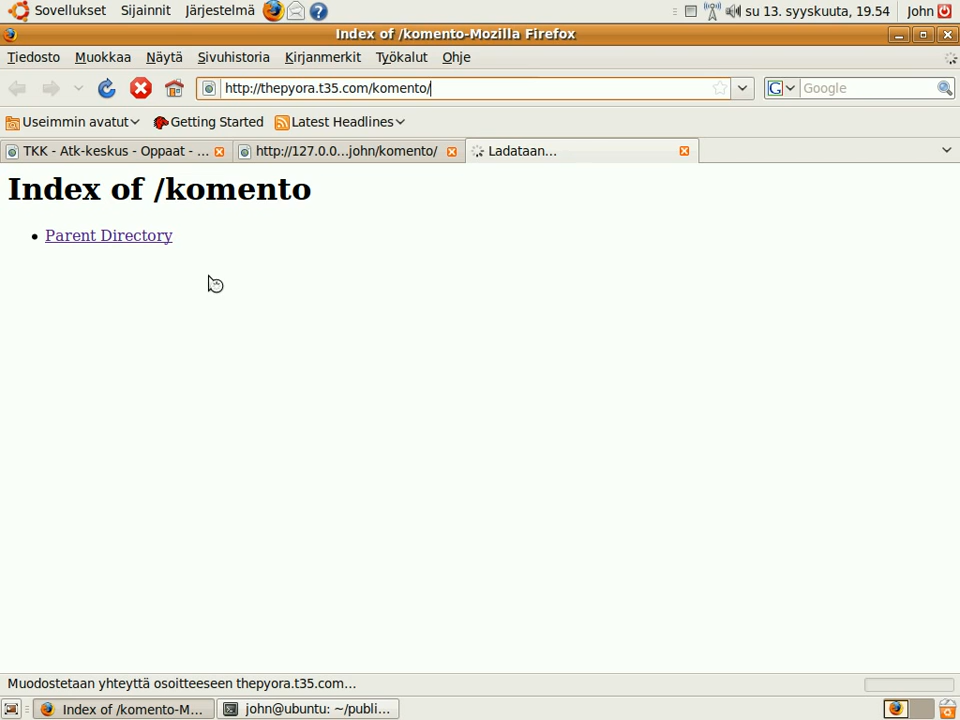 Sovellukset Sijainnit Järjestelmä su 13. syyskuuta, 19.54 John
Index of /komento-Mozilla Firefox
Tiedosto Muokkaa Näytä Sivuhistoria Kirjanmerkit Työkalut Ohje
http://thepyora.t35.com/komento/ Google
Useimmin avatut Getting Started Latest Headlines
TKK - Atk-keskus - Oppaat - ... http://127.0.0...john/komento/ Ladataan...
Index of /komento
• Parent Directory
Muodostetaan yhteyttä osoitteeseen thepyora.t35.com...
Index of /komento-M... john@ubuntu: ~/publi...